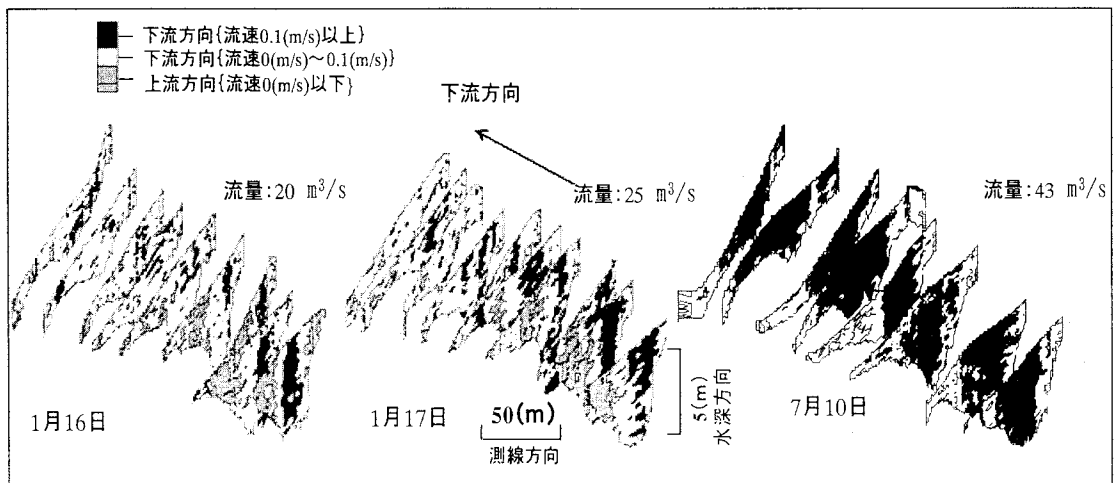 下流方向{流速0.1(m/s)以上}
下流方向{流速0(m/s)～0.1(m/s)}
上流方向{流速0(m/s)以下}
下流方向
流量:20 m³/s
流量:25 m³/s
流量:43 m³/s
1月16日
1月17日
50(m)
測線方向
5(m)
水深方向
7月10日